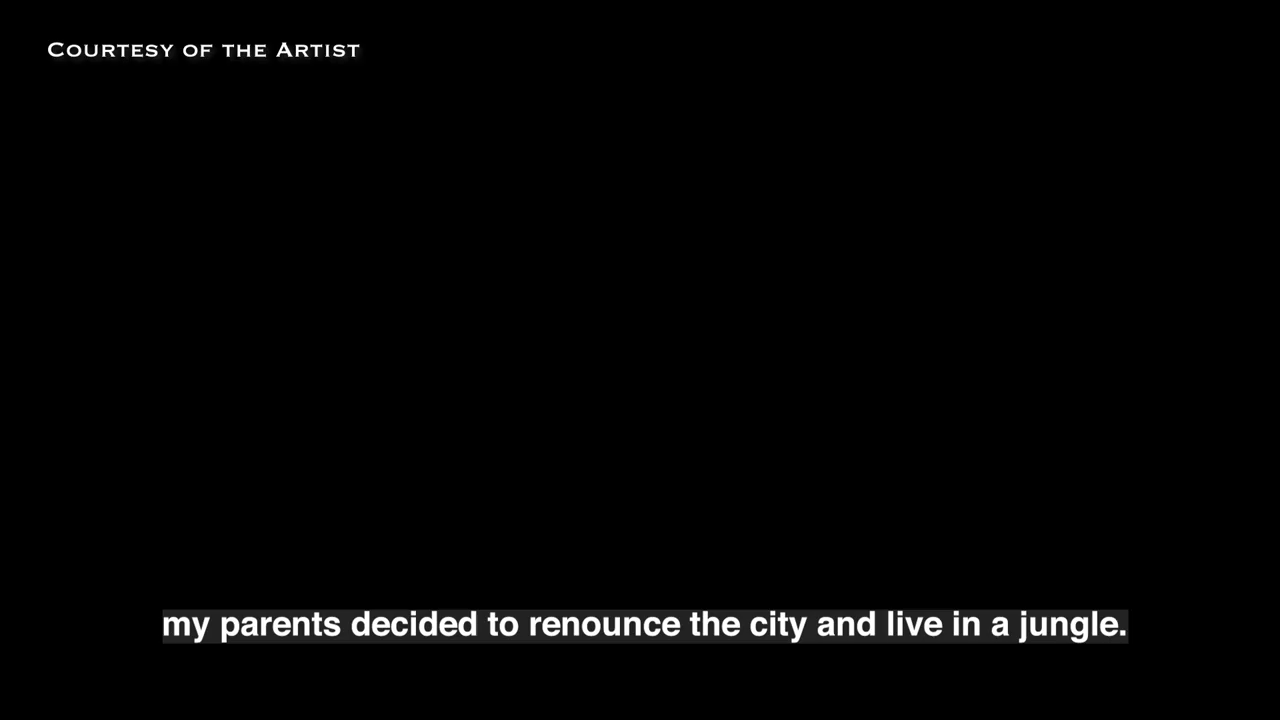 Courtesy of the Artist
my parents decided to renounce the city and live in a jungle.